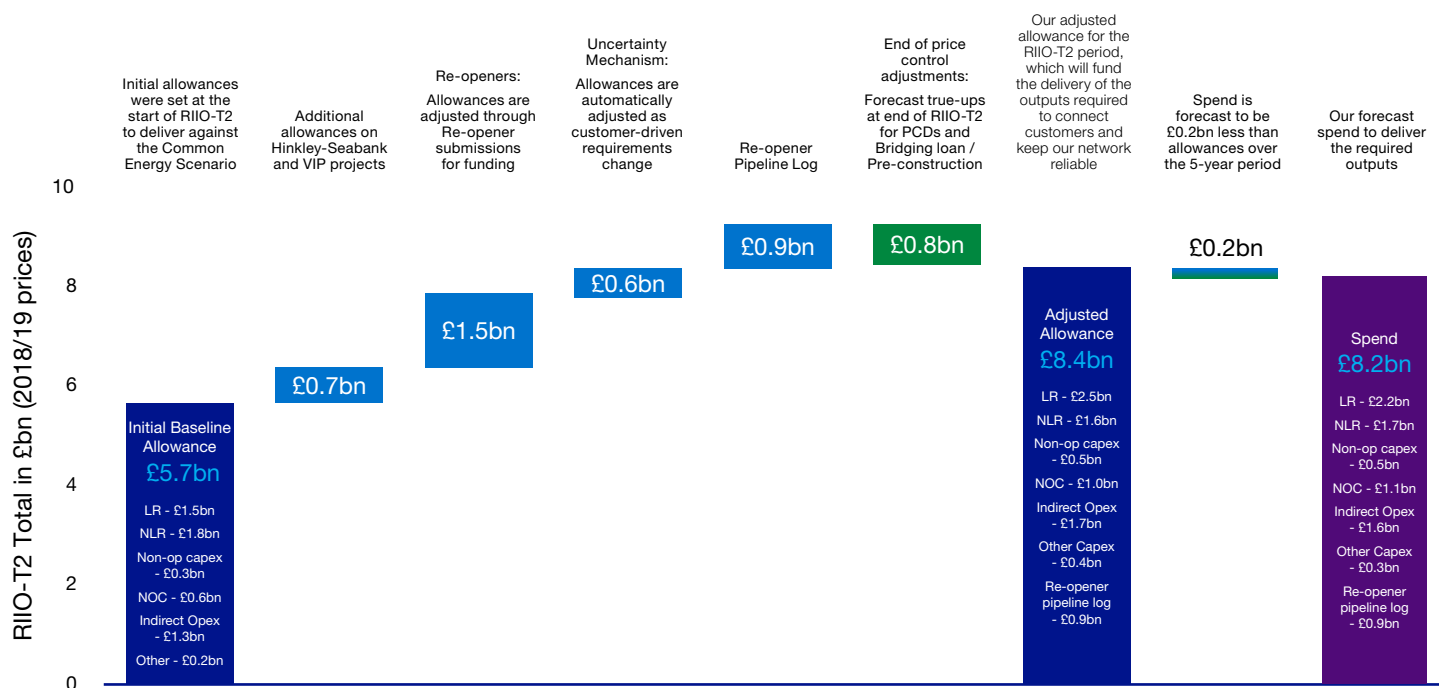 Initial allowances
were set at the
start of RIIO-T2
to deliver against
the Common
Energy Scenario
Additional
allowances on
Hinkley-Seabank
and VIP projects
Re-openers:
Allowances are
adjusted through
Re-opener
submissions
for funding
Uncertainty
Mechanism:
Allowances are
automatically
adjusted as
customer-driven
requirements
change
Re-opener
Pipeline Log
End of price
control
adjustments:
Forecast true-ups
at end of RIIO-T2
for PCDs and
Bridging loan /
Pre-construction
Our adjusted
allowance for the
RIIO-T2 period,
which will fund
the delivery of the
outputs required
to connect
customers and
keep our network
reliable
Spend is
forecast to be
£0.2bn less than
allowances over
the 5-year period
Our forecast
spend to deliver
the required
outputs
RIIO-T2 Total in £bn (2018/19 prices)
10
8
6
4
2
0
Initial Baseline
Allowance
£5.7bn
LR - £1.5bn
NLR - £1.8bn
Non-op capex
- £0.3bn
NOC - £0.6bn
Indirect Opex
- £1.3bn
Other - £0.2bn
£0.7bn
£1.5bn
£0.6bn
£0.9bn
£0.8bn
Adjusted
Allowance
£8.4bn
LR - £2.5bn
NLR - £1.6bn
Non-op capex
- £0.5bn
NOC - £1.0bn
Indirect Opex
- £1.7bn
Other Capex
- £0.4bn
Re-opener
pipeline log
- £0.9bn
£0.2bn
Spend
£8.2bn
LR - £2.2bn
NLR - £1.7bn
Non-op capex
- £0.5bn
NOC - £1.1bn
Indirect Opex
- £1.6bn
Other Capex
- £0.3bn
Re-opener
pipeline log
- £0.9bn